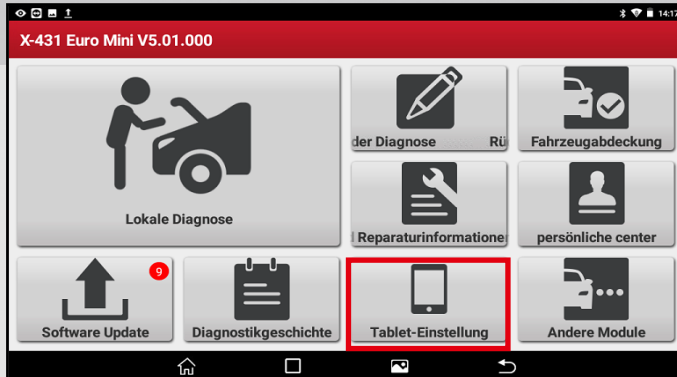 14:17
X-431 Euro Mini V5.01.000
der Diagnose Rü
Fahrzeugabdeckung
Lokale Diagnose
Reparaturinformatione
persönliche center
9
Software Update
Diagnostikgeschichte
Tablet-Einstellung
Andere Module